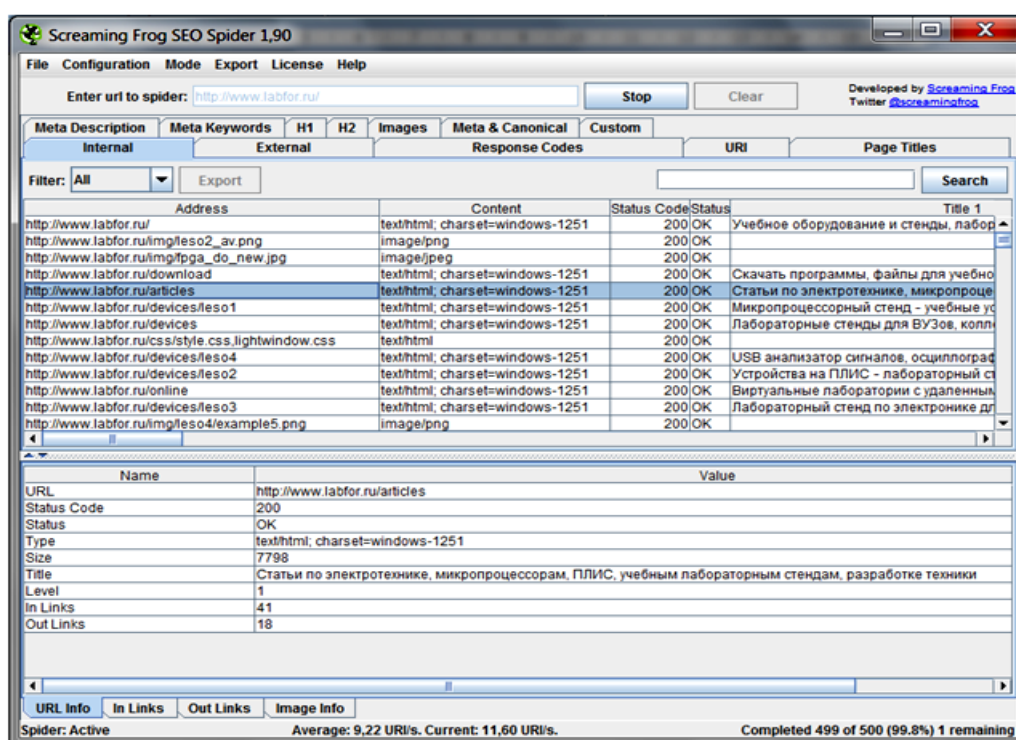 Screaming Frog SEO Spider 1,90
File Configuration Mode Export License Help
Enter url to spider: http://www.labfor.ru/ Stop Clear Developed by Screaming Frog
Twitter @screamingfrog
Meta Description Meta Keywords H1 H2 Images Meta & Canonical Custom
Internal External Response Codes URI Page Titles
Filter: All Export Search
Address Content Status Code Status Title 1
http://www.labfor.ru/ text/html; charset=windows-1251 200 OK Учебное оборудование и стенды, лабор
http://www.labfor.ru/img/leso2_av.png image/png 200 OK
http://www.labfor.ru/img/fpga_do_new.jpg image/jpeg 200 OK
http://www.labfor.ru/download text/html; charset=windows-1251 200 OK Скачать программы, файлы для учебно
http://www.labfor.ru/articles text/html; charset=windows-1251 200 OK Статьи по электротехнике, микропроце
http://www.labfor.ru/devices/leso1 text/html; charset=windows-1251 200 OK Микропроцессорный стенд - учебные ус
http://www.labfor.ru/devices text/html; charset=windows-1251 200 OK Лабораторные стенды для ВУЗов, колл
http://www.labfor.ru/css/style.css,lightwindow.css text/html 200 OK
http://www.labfor.ru/devices/leso4 text/html; charset=windows-1251 200 OK USB анализатор сигналов, осциллограф
http://www.labfor.ru/devices/leso2 text/html; charset=windows-1251 200 OK Устройства на ПЛИС - лабораторный ст
http://www.labfor.ru/online text/html; charset=windows-1251 200 OK Виртуальные лаборатории с удаленным
http://www.labfor.ru/devices/leso3 text/html; charset=windows-1251 200 OK Лабораторный стенд по электронике дл
http://www.labfor.ru/img/leso4/example5.png image/png 200 OK
Name Value
URL http://www.labfor.ru/articles
Status Code 200
Status OK
Type text/html; charset=windows-1251
Size 7798
Title Статьи по электротехнике, микропроцессорам, ПЛИС, учебным лабораторным стендам, разработке техники
Level 1
In Links 41
Out Links 18
URL Info In Links Out Links Image Info
Spider: Active Average: 9,22 URI/s. Current: 11,60 URI/s. Completed 499 of 500 (99.8%) 1 remaining